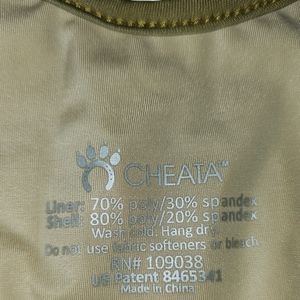 CHEATA™
Liner: 70% poly/30% spandex
Shell: 80% poly/20% spandex
Wash cold. Hang dry.
Do not use fabric softeners or bleach.
RN# 109038
US Patent 8465341
Made in China